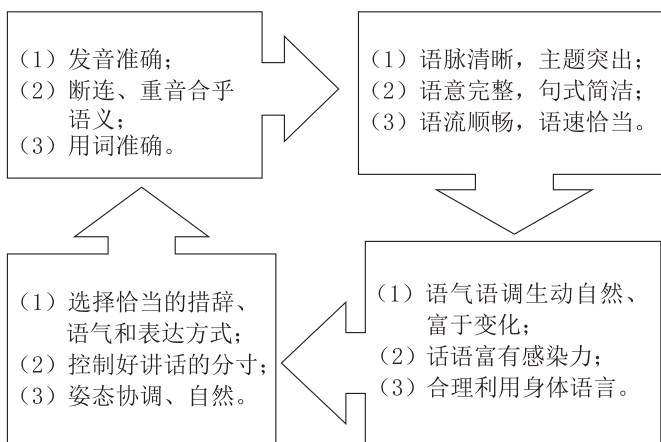 （1）发音准确；
（2）断连、重音合乎
语义；
（3）用词准确。
（1）语脉清晰，主题突出；
（2）语意完整，句式简洁；
（3）语流顺畅，语速恰当。
（1）语气语调生动自然、
富于变化；
（2）话语富有感染力；
（3）合理利用身体语言。
（1）选择恰当的措辞、
语气和表达方式；
（2）控制好讲话的分寸；
（3）姿态协调、自然。